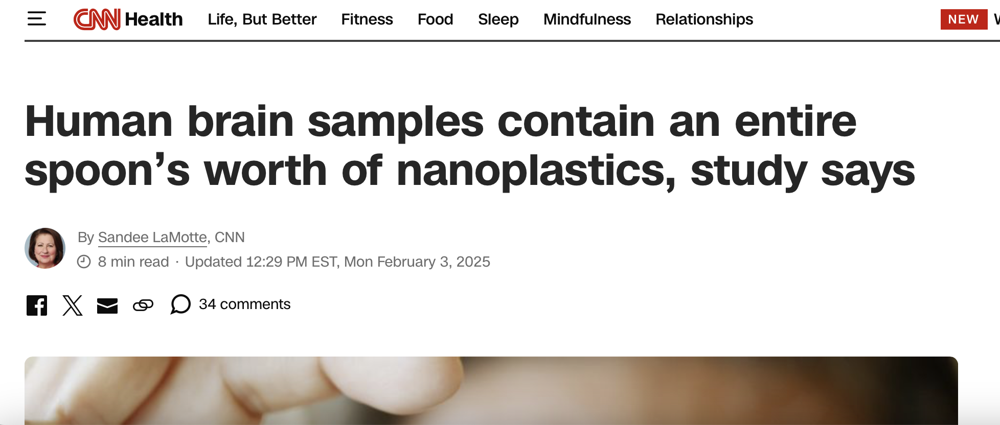 CNN Health Life, But Better Fitness Food Sleep Mindfulness Relationships NEW
Human brain samples contain an entire
spoon’s worth of nanoplastics, study says
By Sandee LaMotte, CNN
8 min read · Updated 12:29 PM EST, Mon February 3, 2025
34 comments